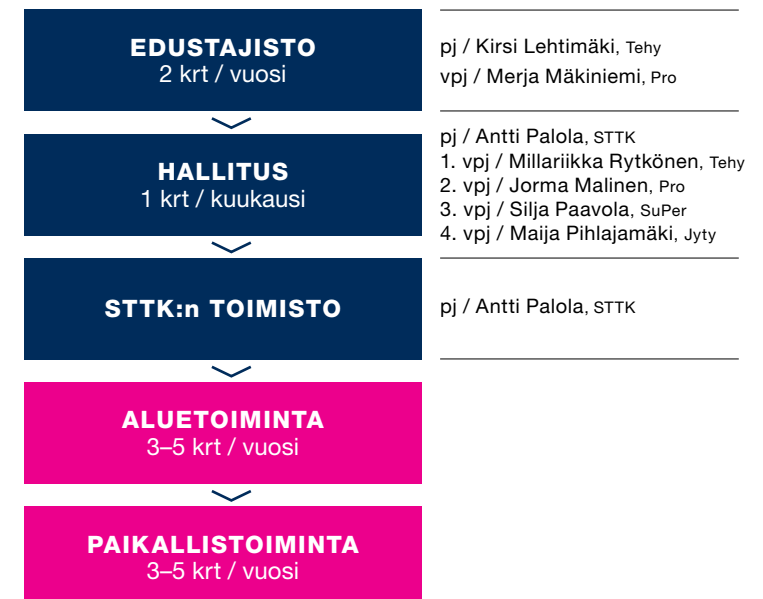 EDUSTAJISTO
2 krt / vuosi
pj / Kirsi Lehtimäki, Tehy
vpj / Merja Mäkiniemi, Pro
HALLITUS
1 krt / kuukausi
pj / Antti Palola, STTK
1. vpj / Millariikka Rytkönen, Tehy
2. vpj / Jorma Malinen, Pro
3. vpj / Silja Paavola, SuPer
4. vpj / Maija Pihlajamäki, Jyty
STTK:n TOIMISTO
pj / Antti Palola, STTK
ALUETOIMINTA
3–5 krt / vuosi
PAIKALLISTOIMINTA
3–5 krt / vuosi